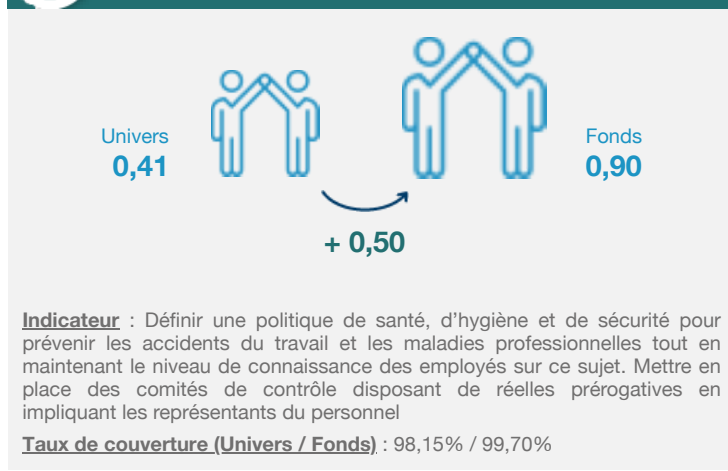 Univers
0,41
Fonds
0,90
+ 0,50
Indicateur : Définir une politique de santé, d’hygiène et de sécurité pour
prévenir les accidents du travail et les maladies professionnelles tout en
maintenant le niveau de connaissance des employés sur ce sujet. Mettre en
place des comités de contrôle disposant de réelles prérogatives en
impliquant les représentants du personnel
Taux de couverture (Univers / Fonds) : 98,15% / 99,70%